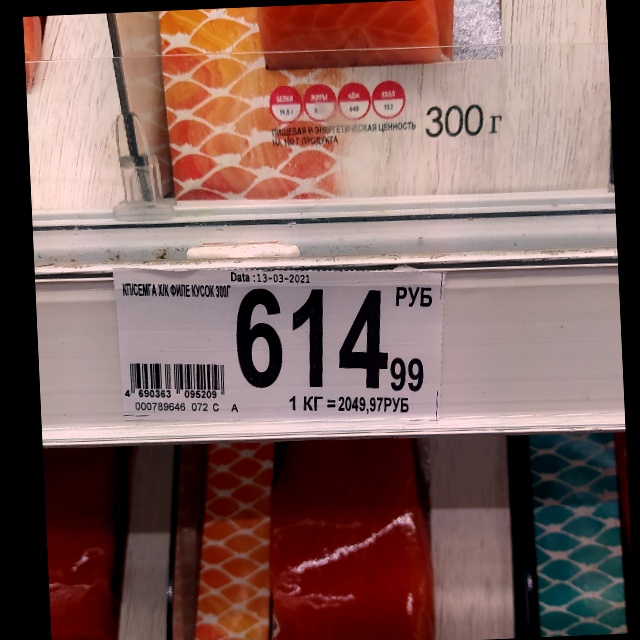 БЕЛКИ ЖИРЫ кДж ККАЛ
300 г
ПИЩЕВАЯ И ЭНЕРГЕТИЧЕСКАЯ ЦЕННОСТЬ
НА 100 Г ПРОДУКТА
Data :13-03-2021
КПСЕМГА Х/К ФИЛЕ КУСОК 300Г
РУБ
614
99
4 690363 095209
000789646 072 C A
1 КГ =2049,97РУБ